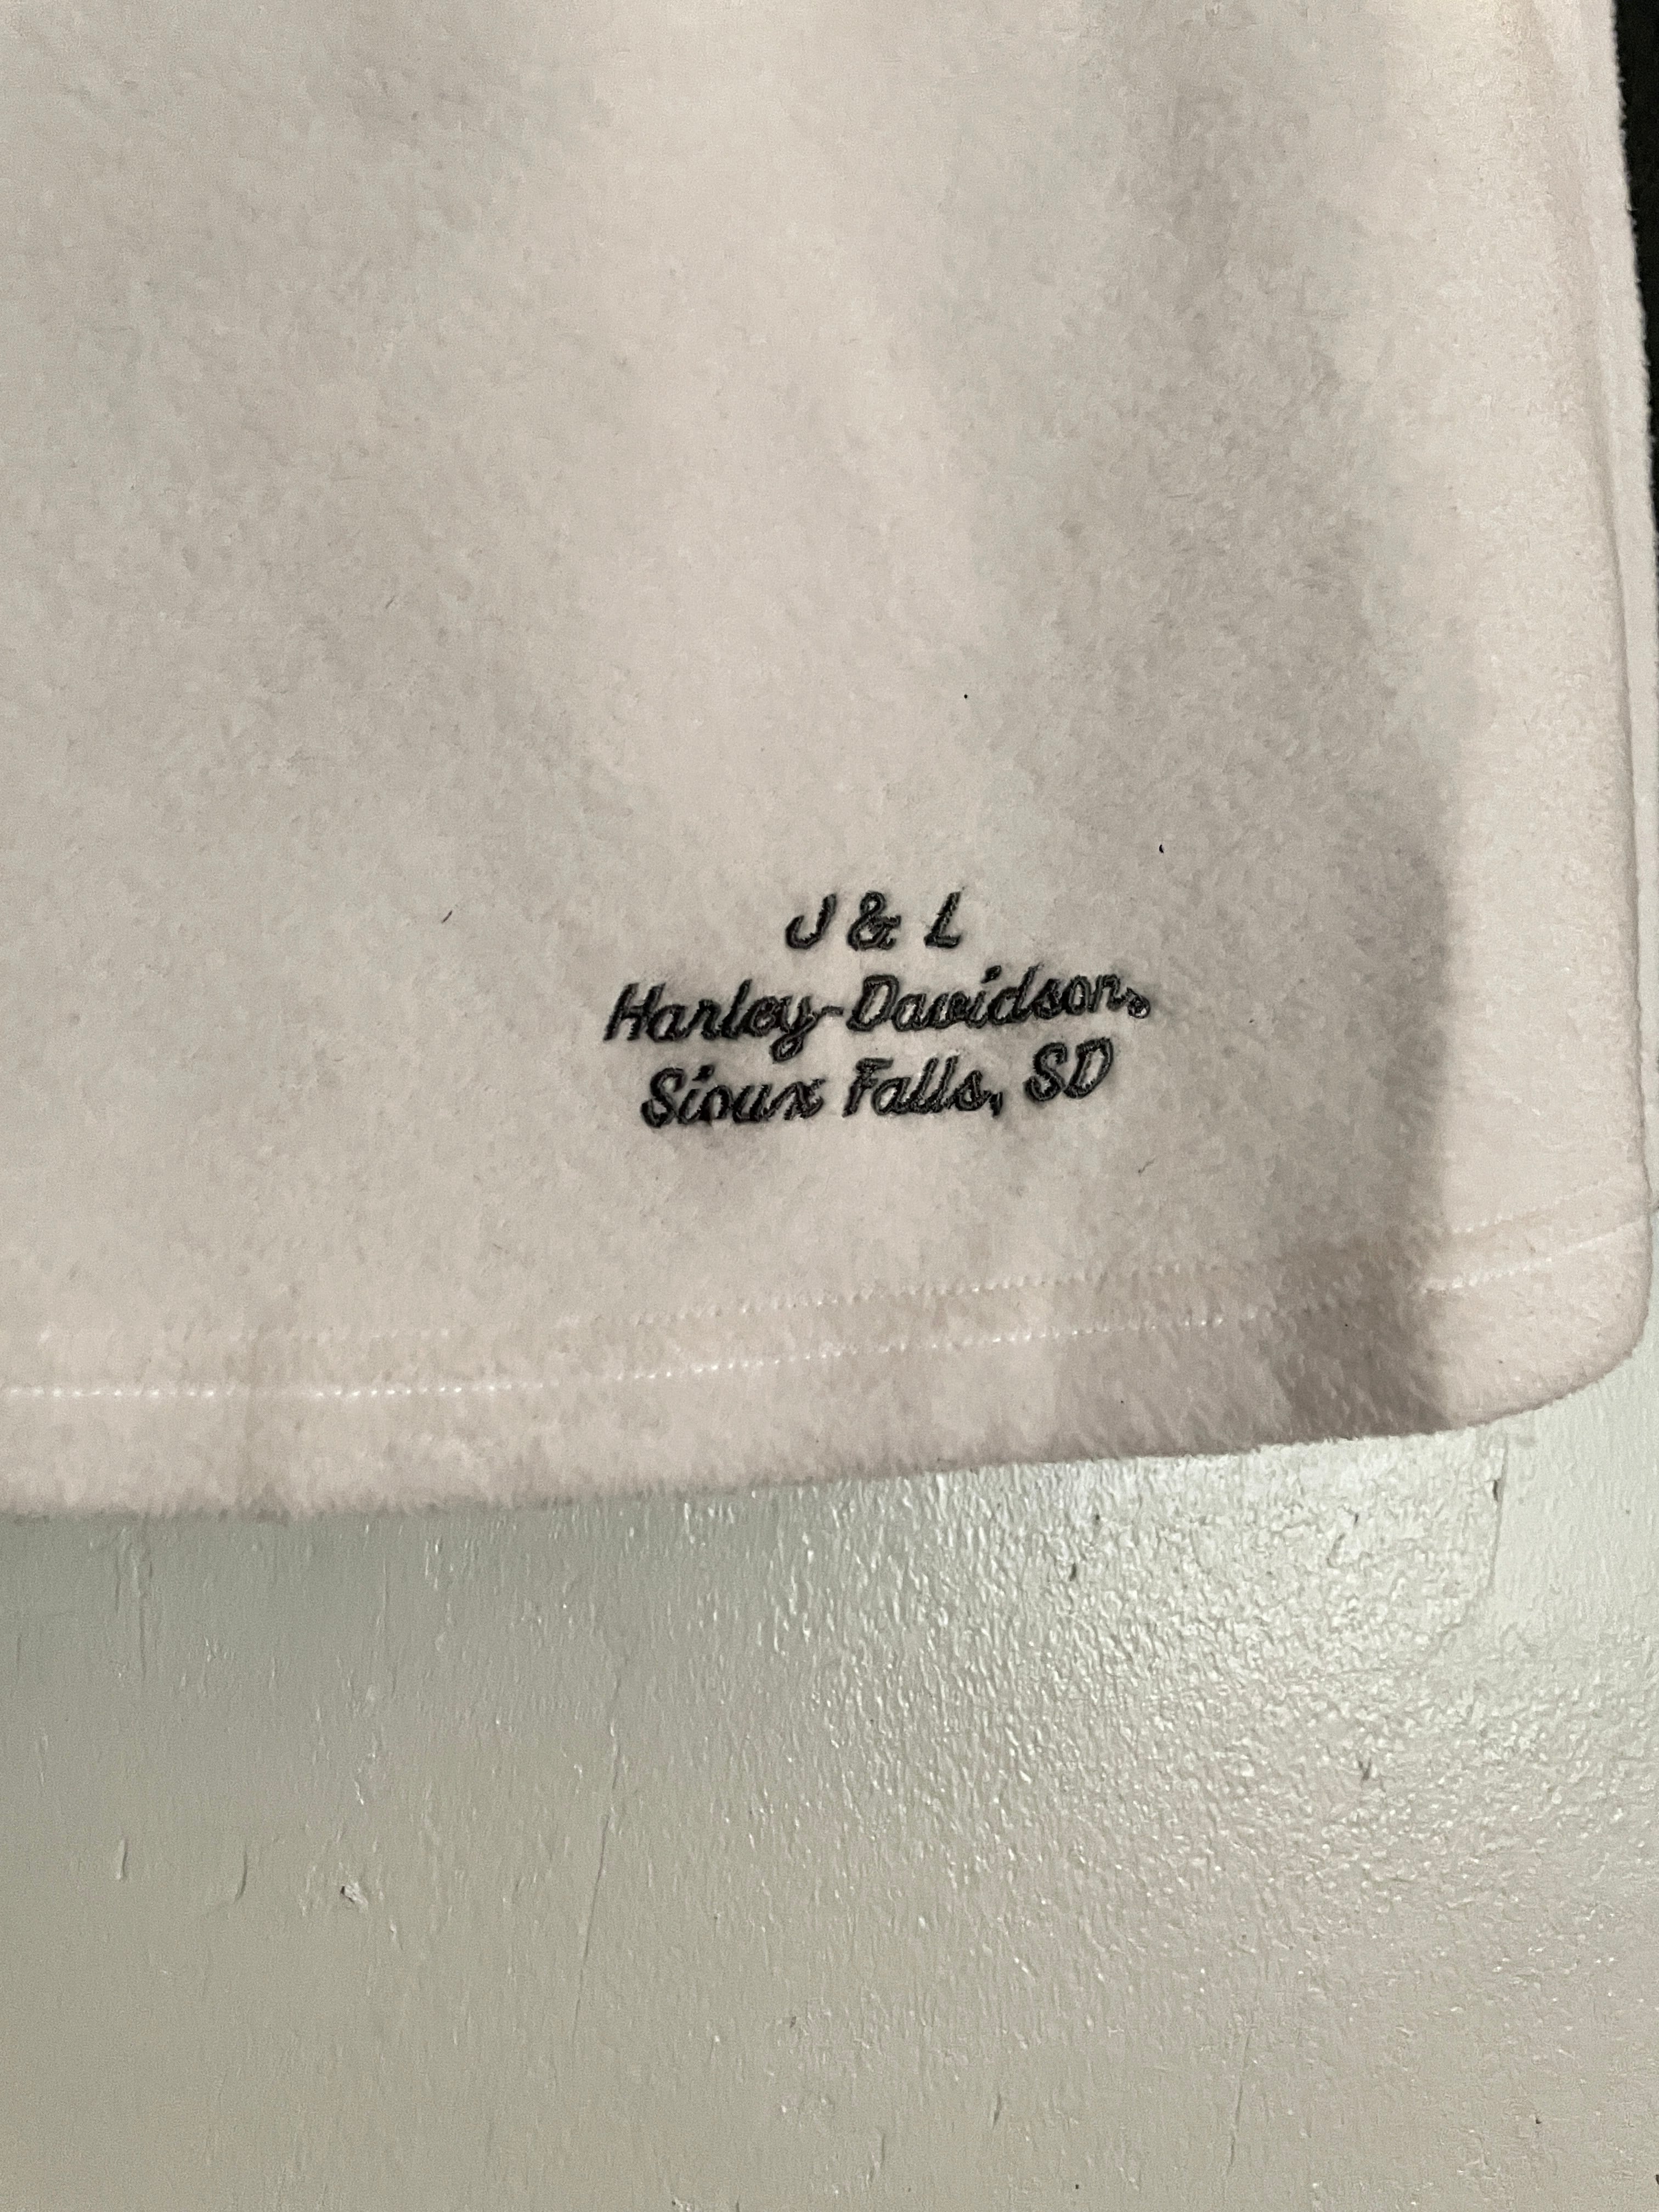 J & L
Harley-Davidson®
Sioux Falls, SD